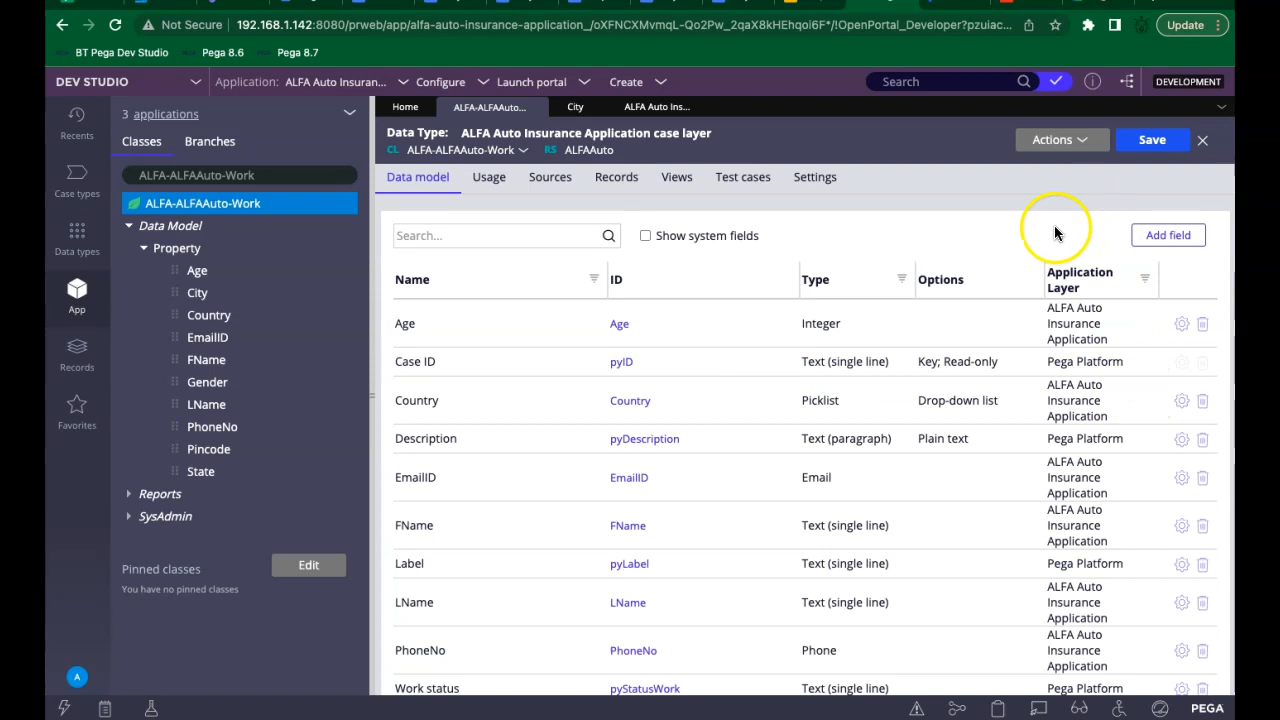 Not Secure 192.168.1.142:8080/prweb/app/alfa-auto-insurance-application_/oXFNCXMvmqL-Qo2Pw_2qaX8kHEhqoi6F*/!OpenPortal_Developer?pzuiac... Update
BT Pega Dev Studio Pega 8.6 Pega 8.7
DEV STUDIO Application: ALFA Auto Insuran... Configure Launch portal Create Search DEVELOPMENT
Recents
Case types
Data types
App
Records
Favorites
A
3 applications
Classes Branches
ALFA-ALFAAuto-Work
ALFA-ALFAAuto-Work
Data Model
Property
Age
City
Country
EmailID
FName
Gender
LName
PhoneNo
Pincode
State
Reports
SysAdmin
Pinned classes Edit
You have no pinned classes
Home ALFA-ALFAAuto... City ALFA Auto Ins...
Data Type: ALFA Auto Insurance Application case layer
CL ALFA-ALFAAuto-Work RS ALFAAuto
Actions Save
Data model Usage Sources Records Views Test cases Settings
Search... Show system fields Add field
Name ID Type Options Application Layer
Age Age Integer ALFA Auto Insurance Application
Case ID pyID Text (single line) Key; Read-only Pega Platform
Country Country Picklist Drop-down list ALFA Auto Insurance Application
Description pyDescription Text (paragraph) Plain text Pega Platform
EmailID EmailID Email ALFA Auto Insurance Application
FName FName Text (single line) ALFA Auto Insurance Application
Label pyLabel Text (single line) Pega Platform
LName LName Text (single line) ALFA Auto Insurance Application
PhoneNo PhoneNo Phone ALFA Auto Insurance Application
Work status pyStatusWork Text (single line) Pega Platform
PEGA